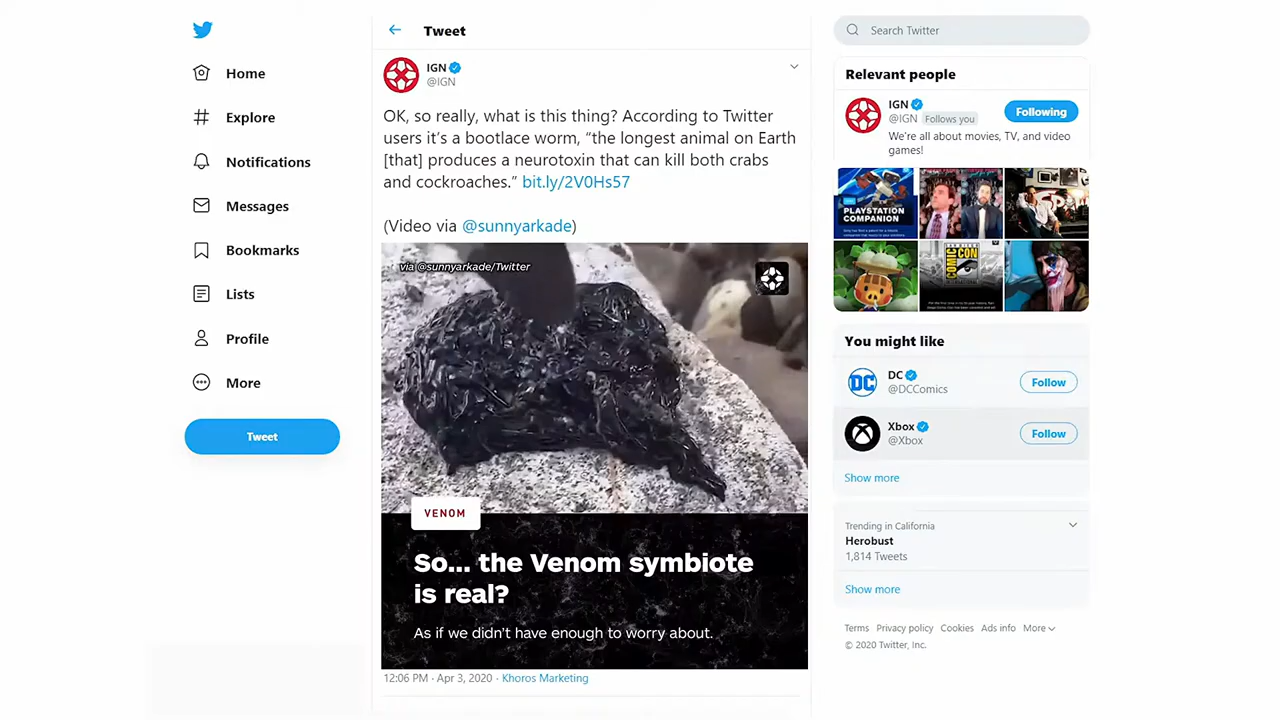 Home
Explore
Notifications
Messages
Bookmarks
Lists
Profile
More
Tweet
Tweet
IGN
@IGN
OK, so really, what is this thing? According to Twitter
users it’s a bootlace worm, “the longest animal on Earth
[that] produces a neurotoxin that can kill both crabs
and cockroaches.” bit.ly/2V0Hs57
(Video via @sunnyarkade)
via @sunnyarkade/Twitter
VENOM
So... the Venom symbiote
is real?
As if we didn’t have enough to worry about.
12:06 PM · Apr 3, 2020 · Khoros Marketing
Search Twitter
Relevant people
IGN
@IGN Follows you
Following
We're all about movies, TV, and video
games!
PLAYSTATION
COMPANION
COMIC
CON
You might like
DC
@DCComics
Follow
Xbox
@Xbox
Follow
Show more
Trending in California
Herobust
1,814 Tweets
Show more
Terms Privacy policy Cookies Ads info More
© 2020 Twitter, Inc.